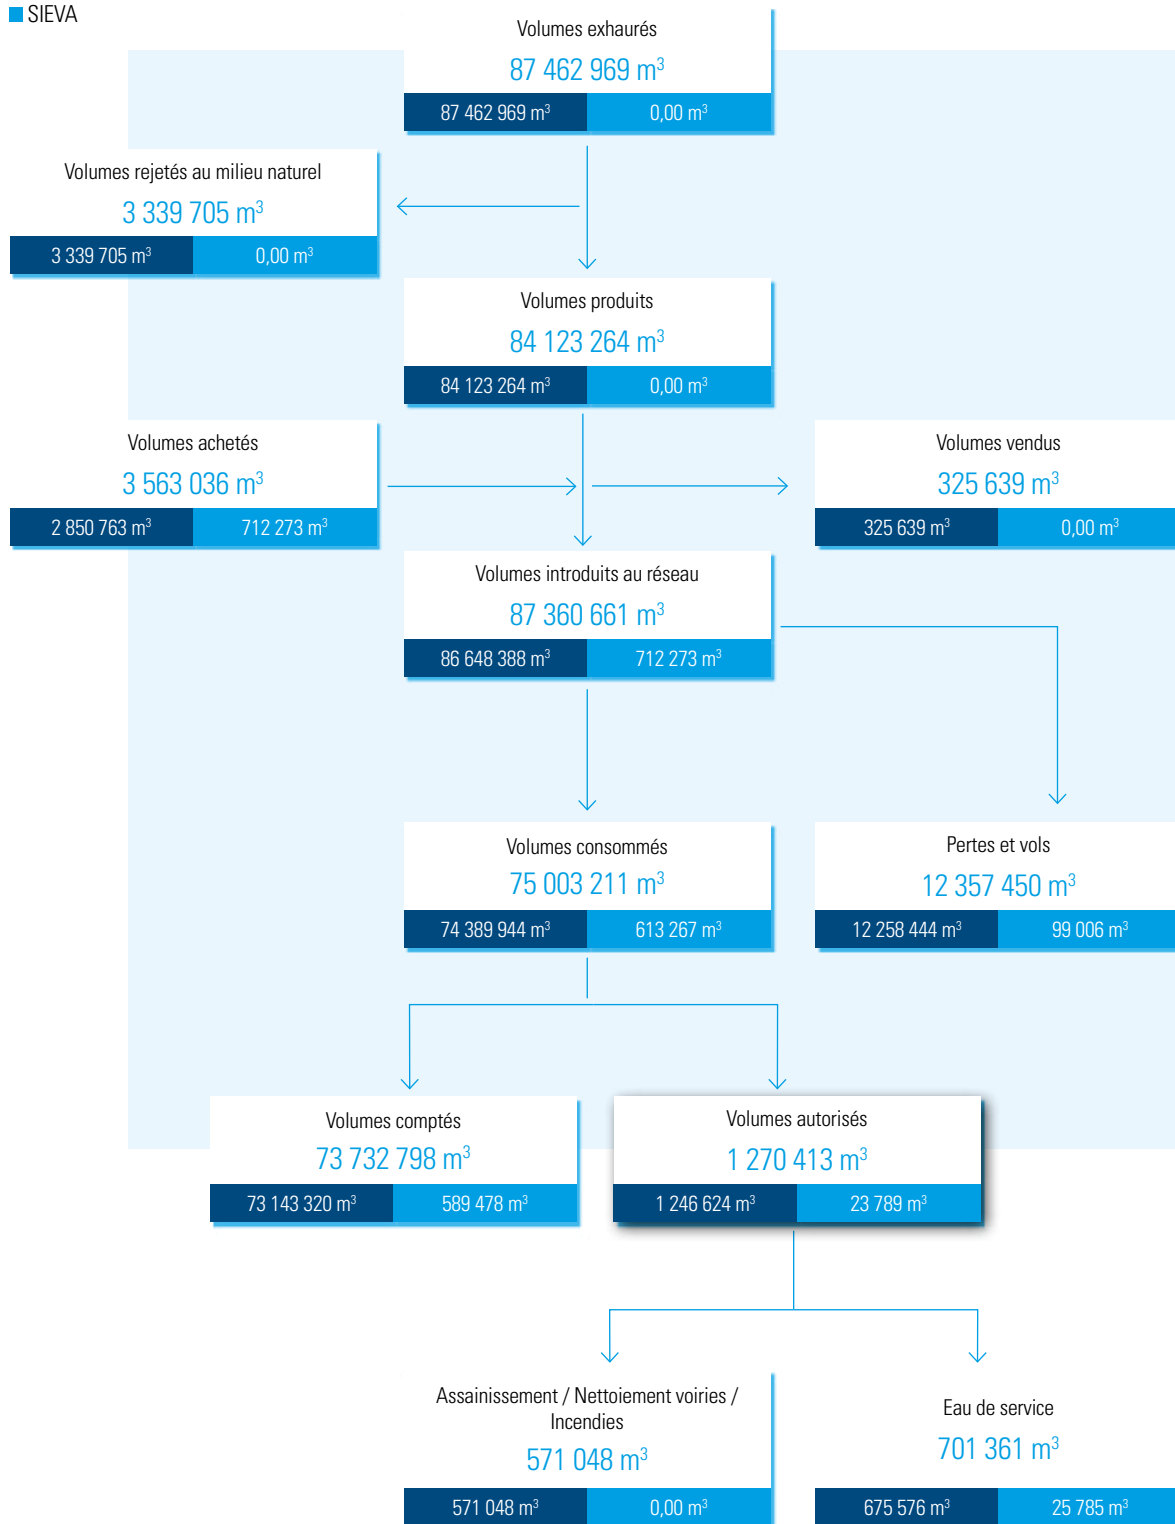 SIEVA
Volumes exhaurés
87 462 969 m³
87 462 969 m³ 0,00 m³
Volumes rejetés au milieu naturel
3 339 705 m³
3 339 705 m³ 0,00 m³
Volumes produits
84 123 264 m³
84 123 264 m³ 0,00 m³
Volumes achetés
3 563 036 m³
2 850 763 m³ 712 273 m³
Volumes vendus
325 639 m³
325 639 m³ 0,00 m³
Volumes introduits au réseau
87 360 661 m³
86 648 388 m³ 712 273 m³
Volumes consommés
75 003 211 m³
74 389 944 m³ 613 267 m³
Pertes et vols
12 357 450 m³
12 258 444 m³ 99 006 m³
Volumes comptés
73 732 798 m³
73 143 320 m³ 589 478 m³
Volumes autorisés
1 270 413 m³
1 246 624 m³ 23 789 m³
Assainissement / Nettoiement voiries /
Incendies
571 048 m³
571 048 m³ 0,00 m³
Eau de service
701 361 m³
675 576 m³ 25 785 m³